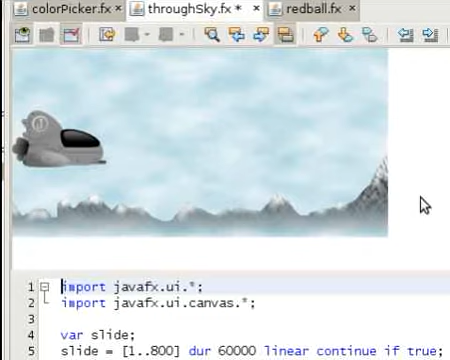 colorPicker.fx × throughSky.fx * × redball.fx ×
1 import javafx.ui.*;
2 import javafx.ui.canvas.*;
3
4 var slide;
5 slide = [1..800] dur 60000 linear continue if true;